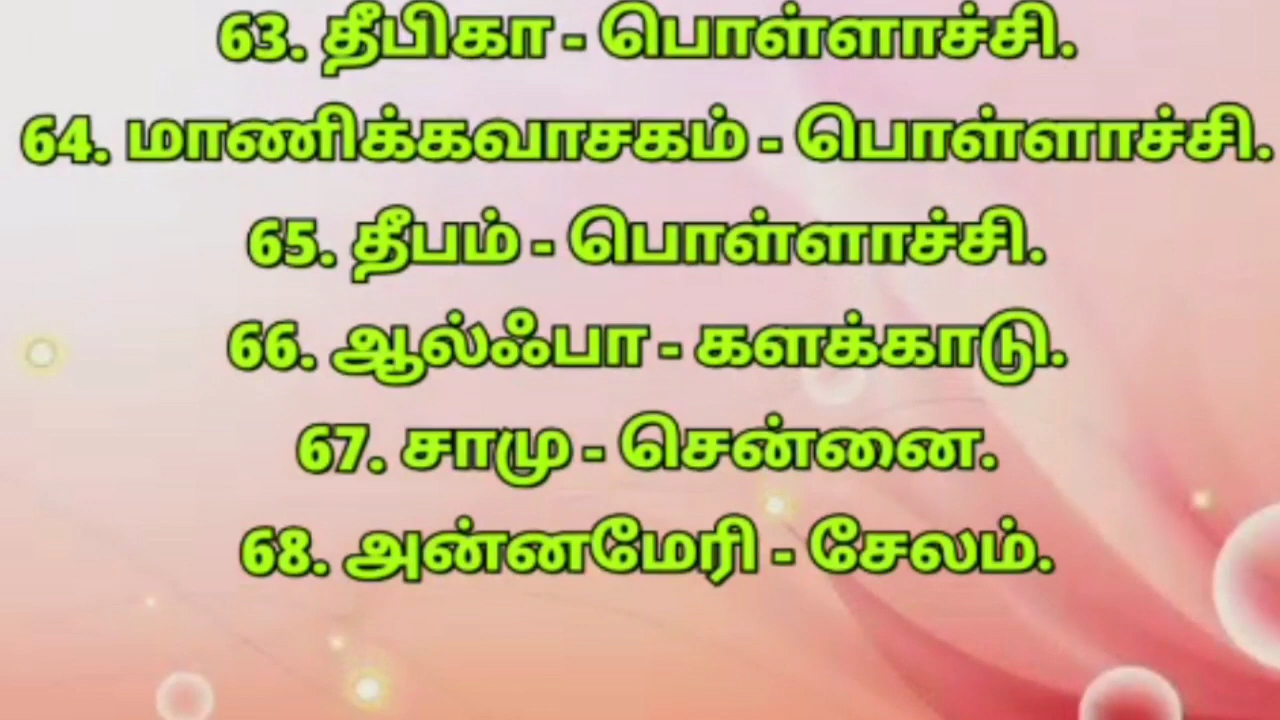 63. தீபிகா - பொள்ளாச்சி.
64. மாணிக்கவாசகம் - பொள்ளாச்சி.
65. தீபம் - பொள்ளாச்சி.
66. ஆல்ஃபா - களக்காடு.
67. சாமு - சென்னை.
68. அன்னமேரி - சேலம்.